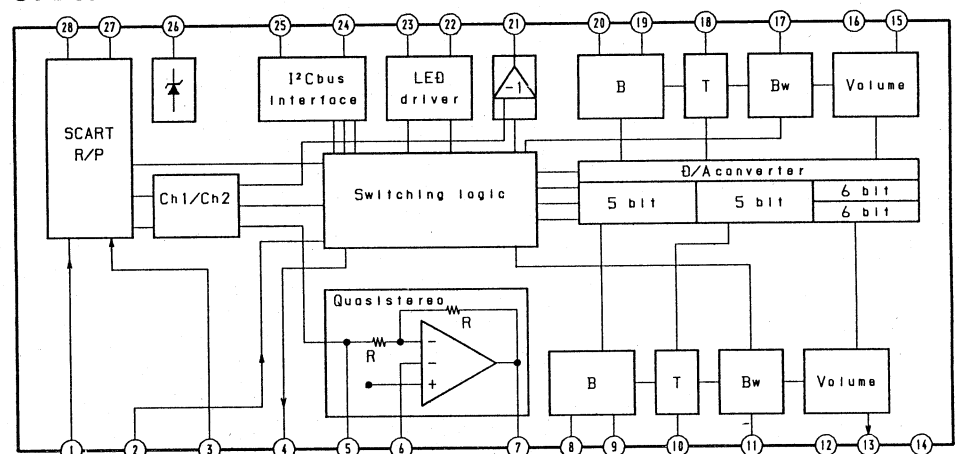 28 27 26 25 24 23 22 21 20 19 18 17 16 15
SCART
R/P
I²Cbus
Interface
LED
driver
-1
B
T
Bw
Volume
Ch1/Ch2
Switching logic
D/A converter
5 bit
5 bit
6 bit
6 bit
Quasistereo
R
R
-
-
+
B
T
Bw
Volume
1 2 3 4 5 6 7 8 9 10 11 12 13 14